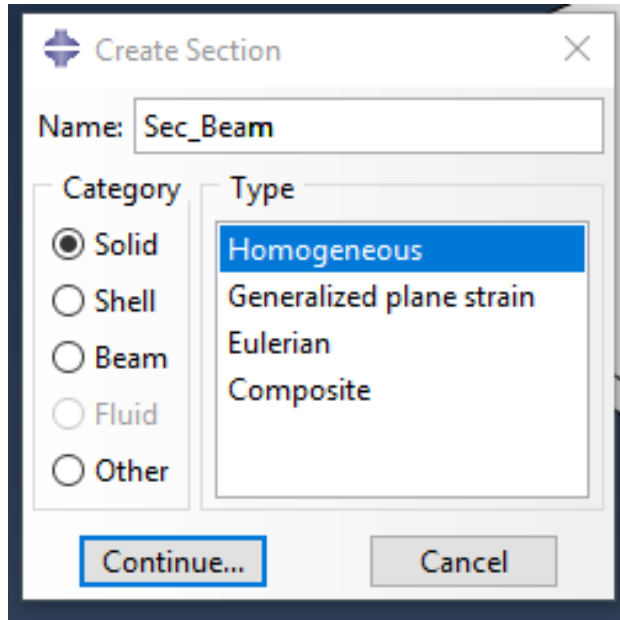 Create Section
Name: Sec_Beam
Category
Solid
Shell
Beam
Fluid
Other
Type
Homogeneous
Generalized plane strain
Eulerian
Composite
Continue...
Cancel